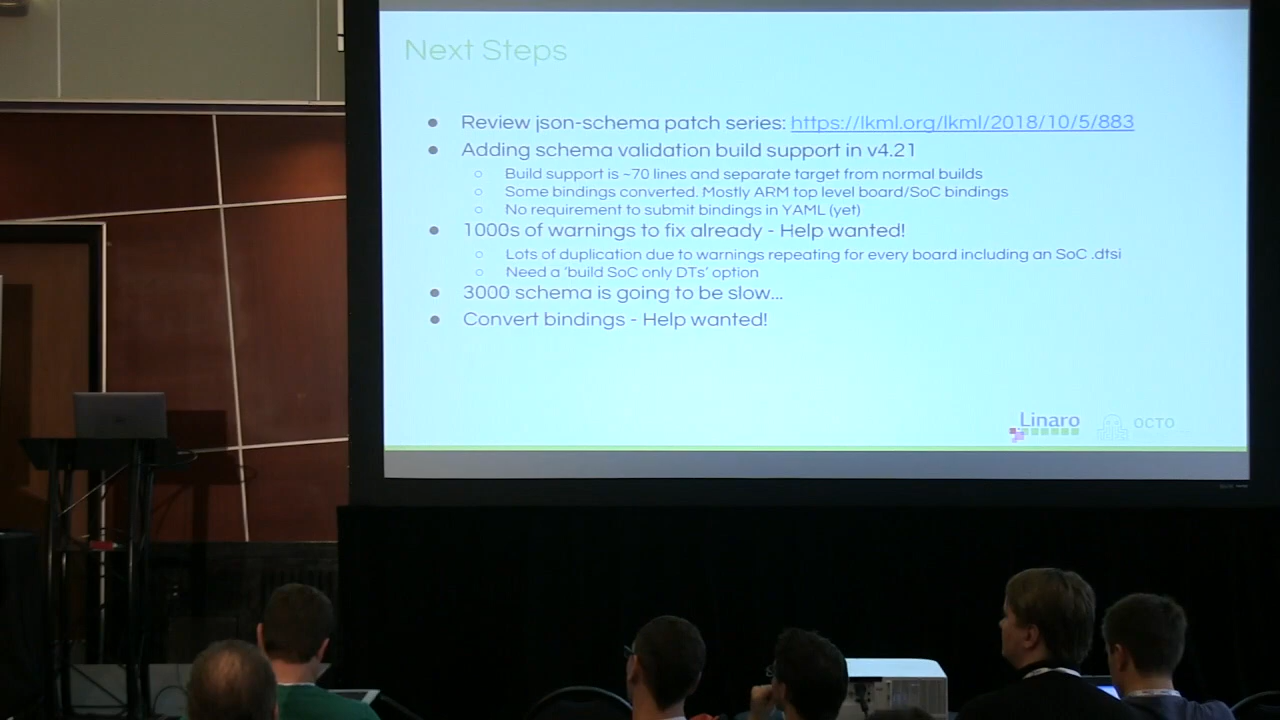 Next Steps
Review json-schema patch series: https://lkml.org/lkml/2018/10/5/883
Adding schema validation build support in v4.21
Build support is ~70 lines and separate target from normal builds
Some bindings converted. Mostly ARM top level board/SoC bindings
No requirement to submit bindings in YAML (yet)
1000s of warnings to fix already - Help wanted!
Lots of duplication due to warnings repeating for every board including an SoC .dtsi
Need a 'build SoC only DTs' option
3000 schema is going to be slow...
Convert bindings - Help wanted!
Linaro
OCTO